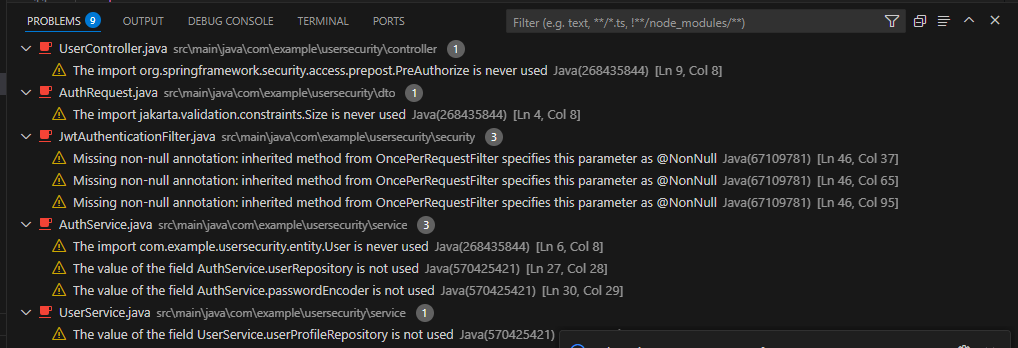 PROBLEMS 9 OUTPUT DEBUG CONSOLE TERMINAL PORTS Filter (e.g. text, **/*.ts, !**/node_modules/**)
UserController.java src\main\java\com\example\usersecurity\controller 1
The import org.springframework.security.access.prepost.PreAuthorize is never used Java(268435844) [Ln 9, Col 8]
AuthRequest.java src\main\java\com\example\usersecurity\dto 1
The import jakarta.validation.constraints.Size is never used Java(268435844) [Ln 4, Col 8]
JwtAuthenticationFilter.java src\main\java\com\example\usersecurity\security 3
Missing non-null annotation: inherited method from OncePerRequestFilter specifies this parameter as @NonNull Java(67109781) [Ln 46, Col 37]
Missing non-null annotation: inherited method from OncePerRequestFilter specifies this parameter as @NonNull Java(67109781) [Ln 46, Col 65]
Missing non-null annotation: inherited method from OncePerRequestFilter specifies this parameter as @NonNull Java(67109781) [Ln 46, Col 95]
AuthService.java src\main\java\com\example\usersecurity\service 3
The import com.example.usersecurity.entity.User is never used Java(268435844) [Ln 6, Col 8]
The value of the field AuthService.userRepository is not used Java(570425421) [Ln 27, Col 28]
The value of the field AuthService.passwordEncoder is not used Java(570425421) [Ln 30, Col 29]
UserService.java src\main\java\com\example\usersecurity\service 1
The value of the field UserService.userProfileRepository is not used Java(570425421)